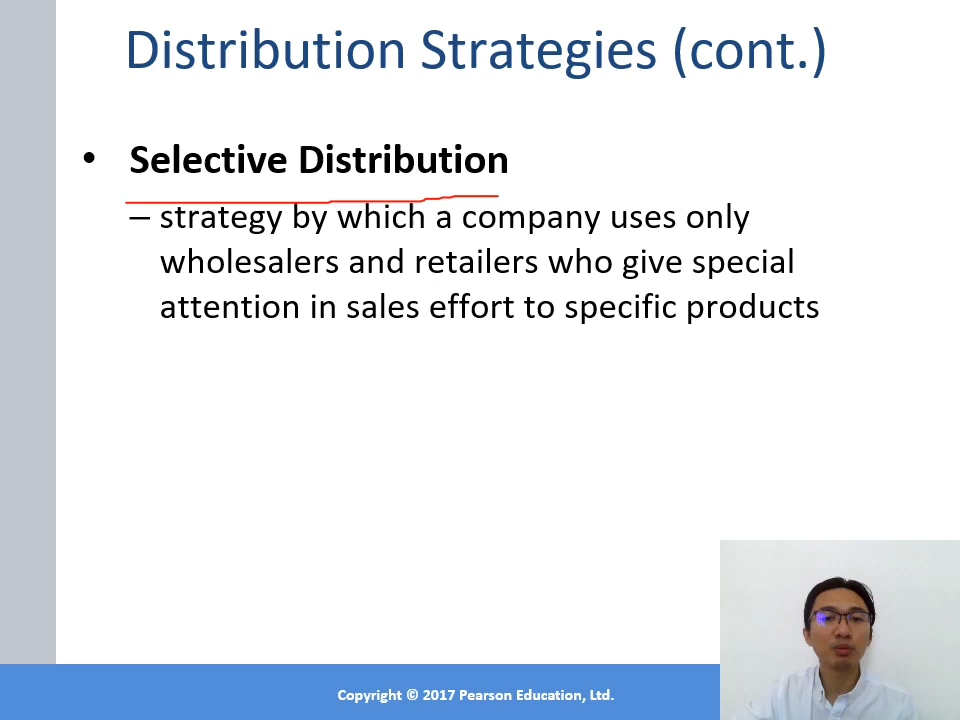 Distribution Strategies (cont.)
• Selective Distribution
– strategy by which a company uses only
wholesalers and retailers who give special
attention in sales effort to specific products
Copyright © 2017 Pearson Education, Ltd.